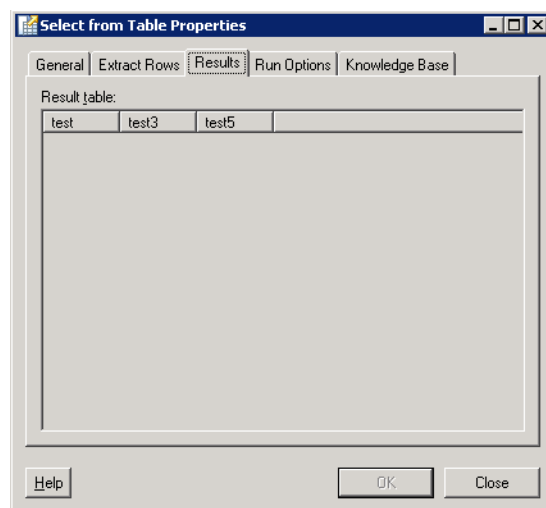 Select from Table Properties
General Extract Rows Results Run Options Knowledge Base
Result table:
test test3 test5
Help OK Close